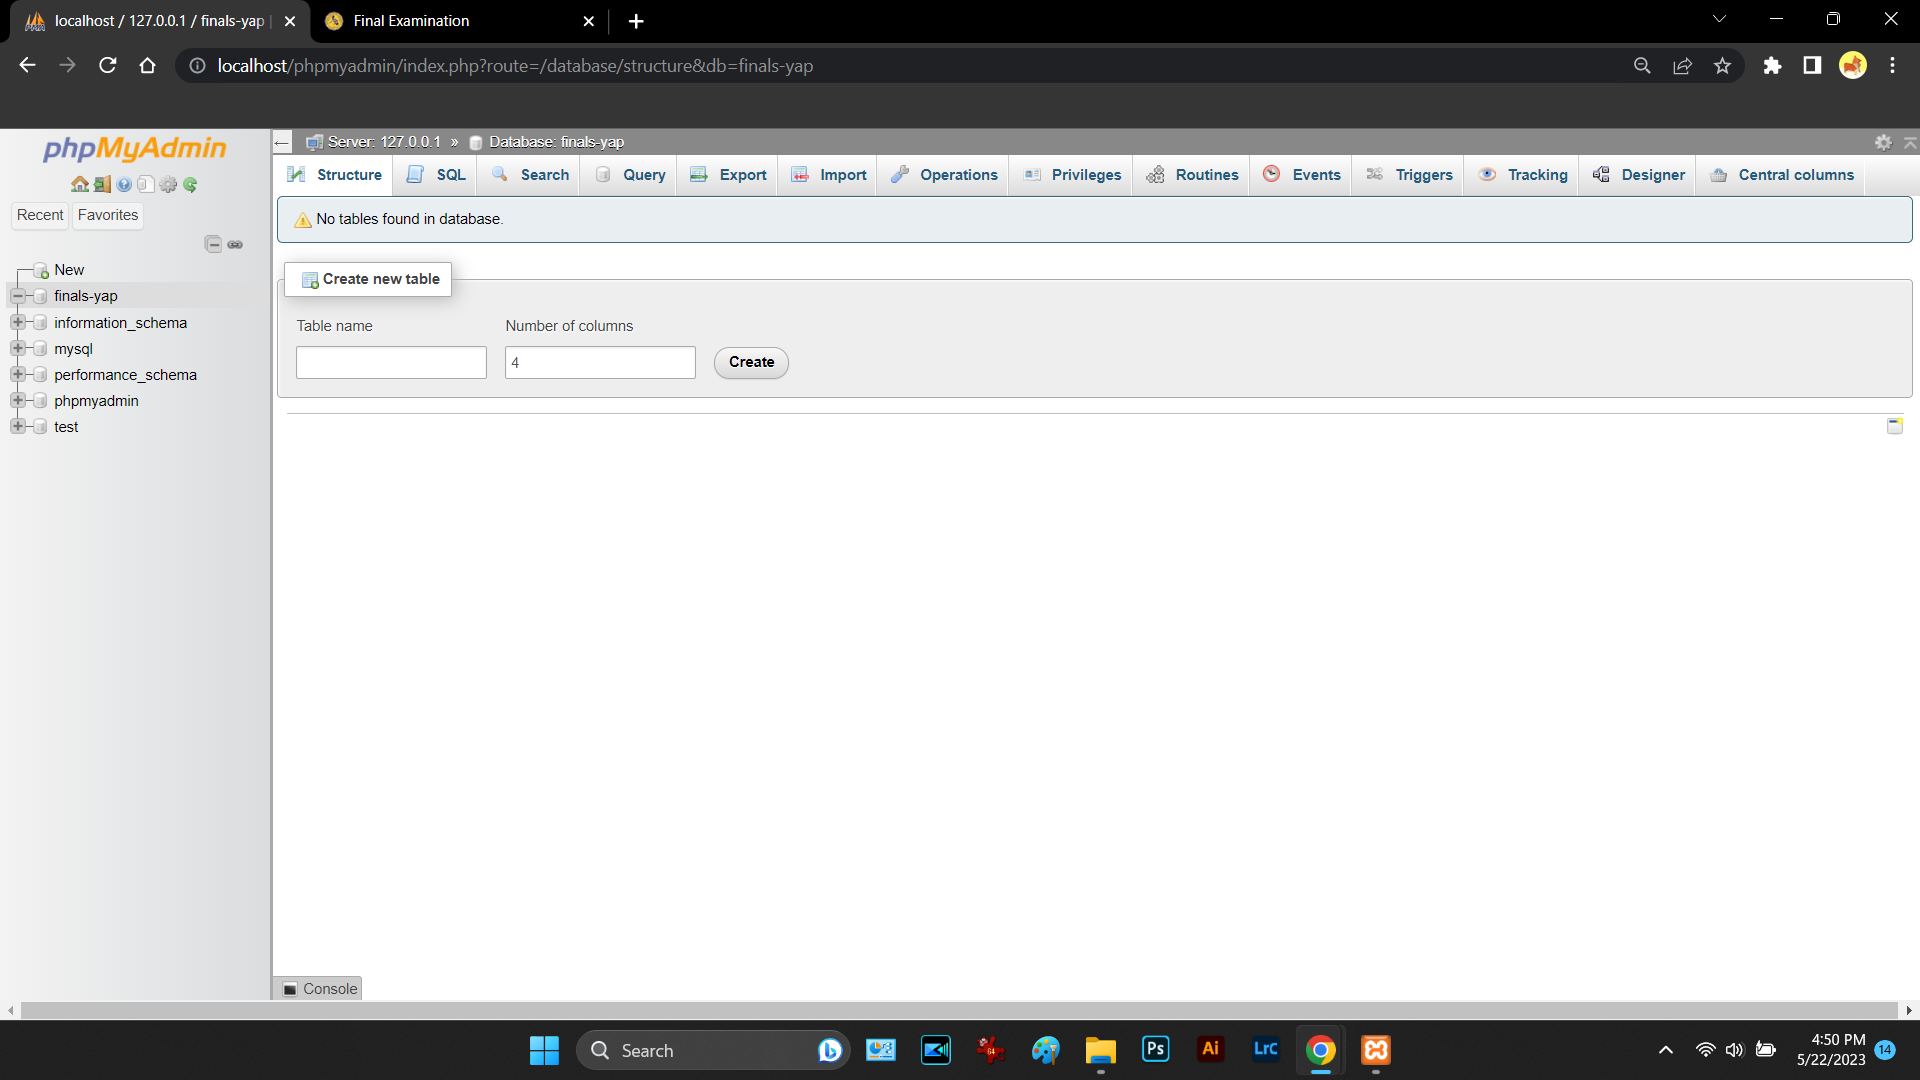 localhost / 127.0.0.1 / finals-yap |
Final Examination
localhost/phpmyadmin/index.php?route=/database/structure&db=finals-yap
phpMyAdmin
Server: 127.0.0.1 » Database: finals-yap
Structure SQL Search Query Export Import Operations Privileges Routines Events Triggers Tracking Designer Central columns
Recent Favorites
No tables found in database.
New
finals-yap
information_schema
mysql
performance_schema
phpmyadmin
test
Create new table
Table name Number of columns
4 Create
Console
Search
Ps
Ai
LrC
4:50 PM
5/22/2023
14